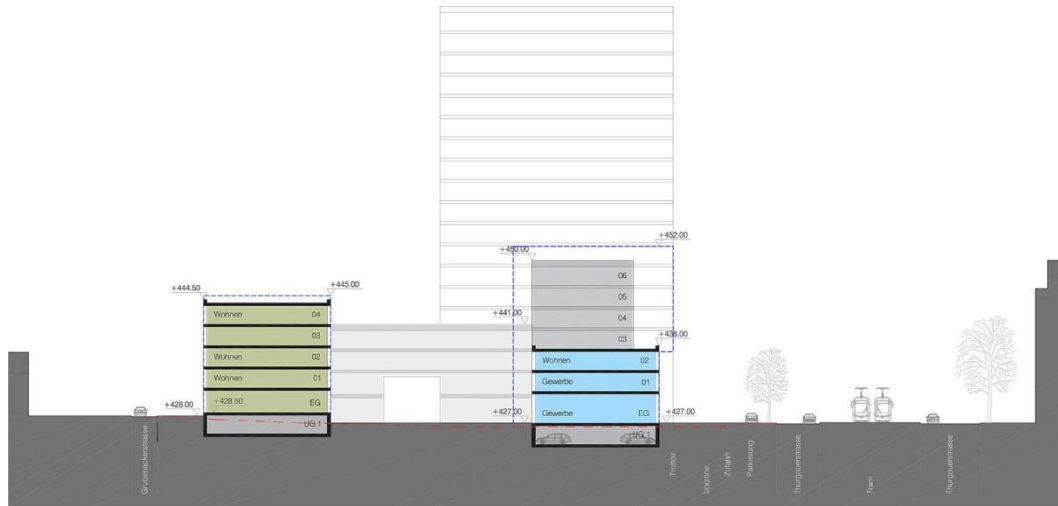 +452.00
+450.00
06
05
+444.50
+445.00
Wohnen 04
04
+441.00
03
03
+438.00
Wohnen 02
Wohnen 02
Wohnen 01
Gewerbe 01
EG
+428.50
+428.00
Gewerbe EG
+427.00
+427.00
UG 1
UG 1
Grubenackerstrasse
Trottoir
Vorzone
Zufahrt
Parkierung
Thurgauerstrasse
Tram
Thurgauerstrasse